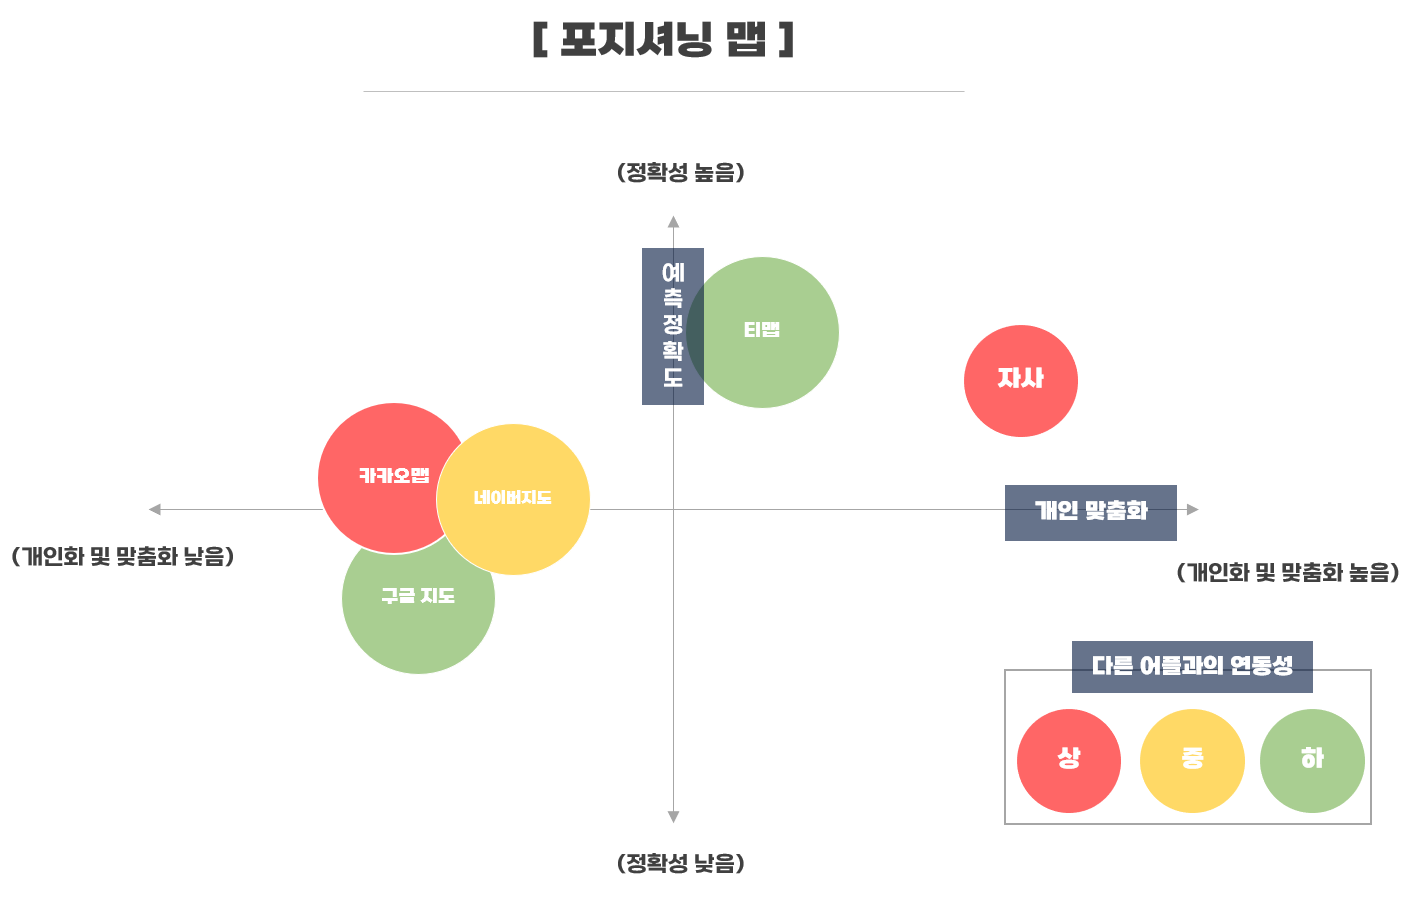 [ 포지셔닝 맵 ]
(정확성 높음)
예측정확도
티맵
자사
카카오맵
네이버지도
개인 맞춤화
(개인화 및 맞춤화 낮음)
(개인화 및 맞춤화 높음)
구글 지도
다른 어플과의 연동성
상 중 하
(정확성 낮음)